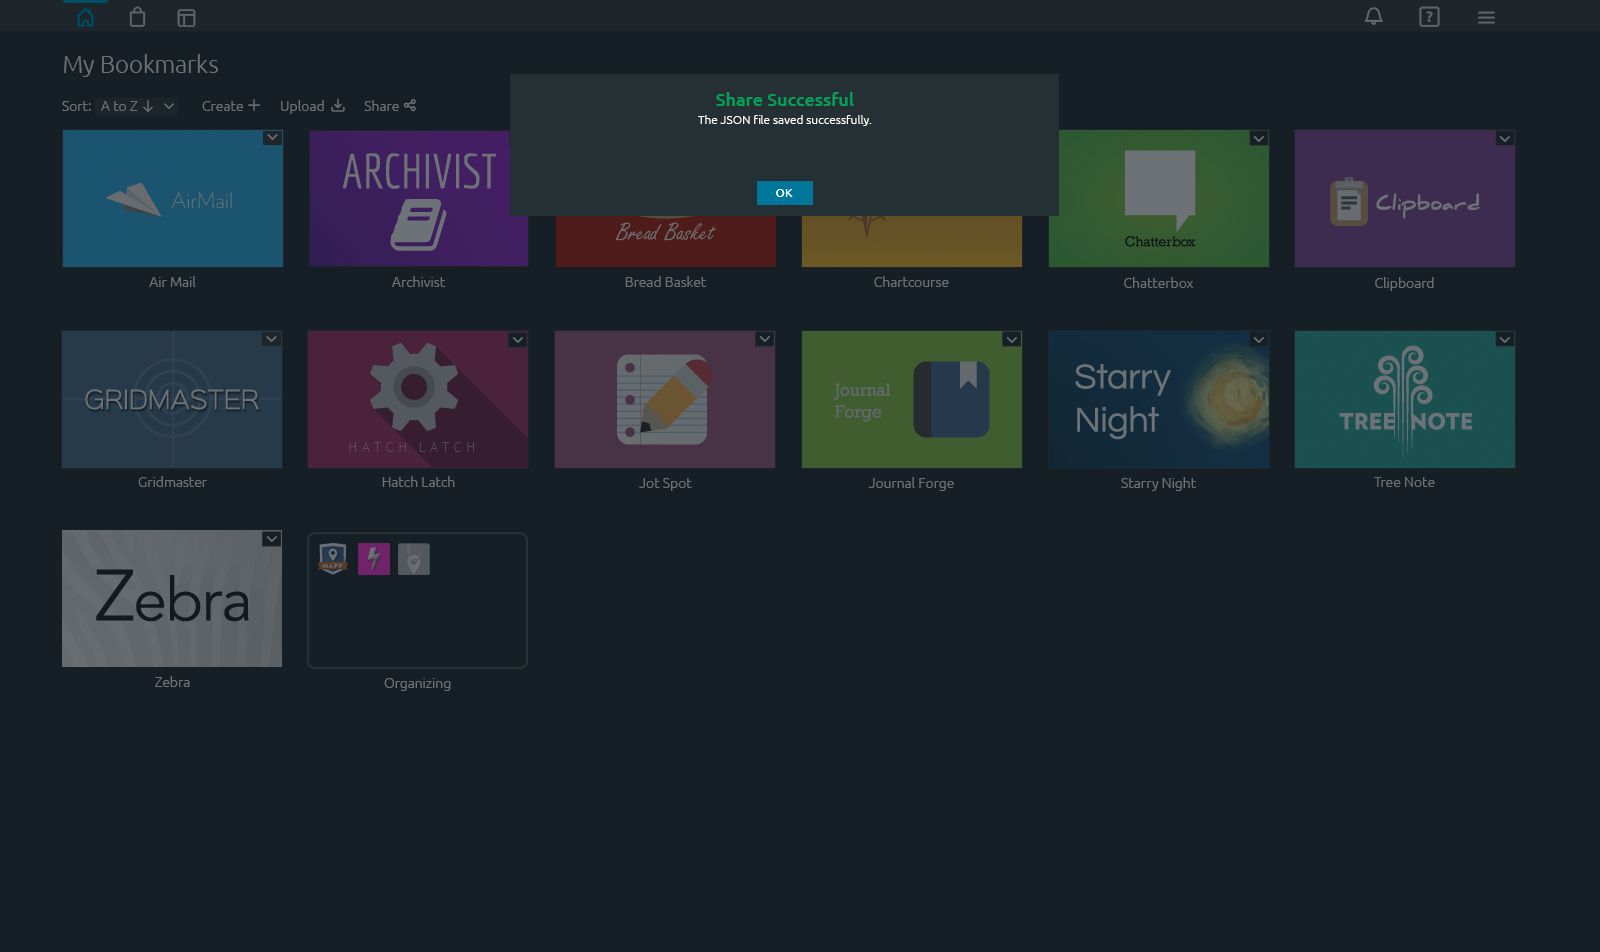 My Bookmarks
Sort: A to Z
Create
Upload
Share
Share Successful
The JSON file saved successfully.
OK
AirMail
ARCHIVIST
Bread Basket
Chatterbox
Clipboard
Air Mail
Archivist
Bread Basket
Chartcourse
Chatterbox
Clipboard
GRIDMASTER
HATCH LATCH
Journal
Forge
Starry
Night
TREE NOTE
Gridmaster
Hatch Latch
Jot Spot
Journal Forge
Starry Night
Tree Note
Zebra
MAPP
Zebra
Organizing